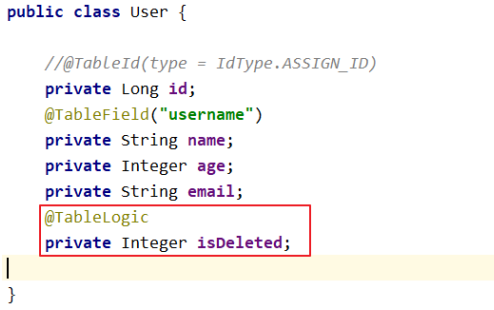 public class User {
//@TableId(type = IdType.ASSIGN_ID)
private Long id;
@TableField("username")
private String name;
private Integer age;
private String email;
@TableLogic
private Integer isDeleted;
}